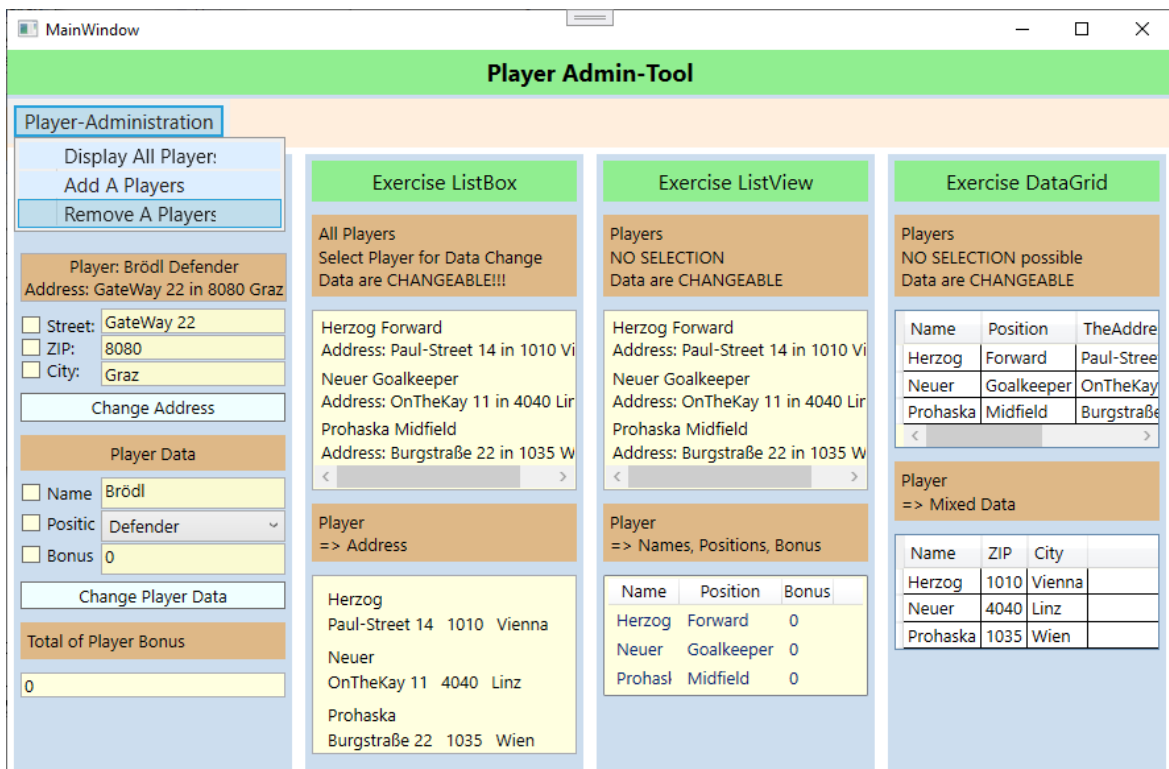 MainWindow
Player Admin-Tool
Player-Administration
Display All Player
Add A Players
Remove A Players
Player: Brödl Defender
Address: GateWay 22 in 8080 Graz
Street: GateWay 22
ZIP: 8080
City: Graz
Change Address
Player Data
Name Brödl
Positic Defender
Bonus 0
Change Player Data
Total of Player Bonus
0
Exercise ListBox
All Players
Select Player for Data Change
Data are CHANGEABLE!!!
Herzog Forward
Address: Paul-Street 14 in 1010 Vi
Neuer Goalkeeper
Address: OnTheKay 11 in 4040 Lin
Prohaska Midfield
Address: Burgstraße 22 in 1035 W
Player
=> Address
Herzog
Paul-Street 14 1010 Vienna
Neuer
OnTheKay 11 4040 Linz
Prohaska
Burgstraße 22 1035 Wien
Exercise ListView
Players
NO SELECTION
Data are CHANGEABLE
Herzog Forward
Address: Paul-Street 14 in 1010 Vi
Neuer Goalkeeper
Address: OnTheKay 11 in 4040 Lin
Prohaska Midfield
Address: Burgstraße 22 in 1035 W
Player
=> Names, Positions, Bonus
Name Position Bonus
Herzog Forward 0
Neuer Goalkeeper 0
Prohask Midfield 0
Exercise DataGrid
Players
NO SELECTION possible
Data are CHANGEABLE
Name Position TheAddre
Herzog Forward Paul-Stree
Neuer Goalkeeper OnTheKay
Prohaska Midfield Burgstraße
Player
=> Mixed Data
Name ZIP City
Herzog 1010 Vienna
Neuer 4040 Linz
Prohaska 1035 Wien